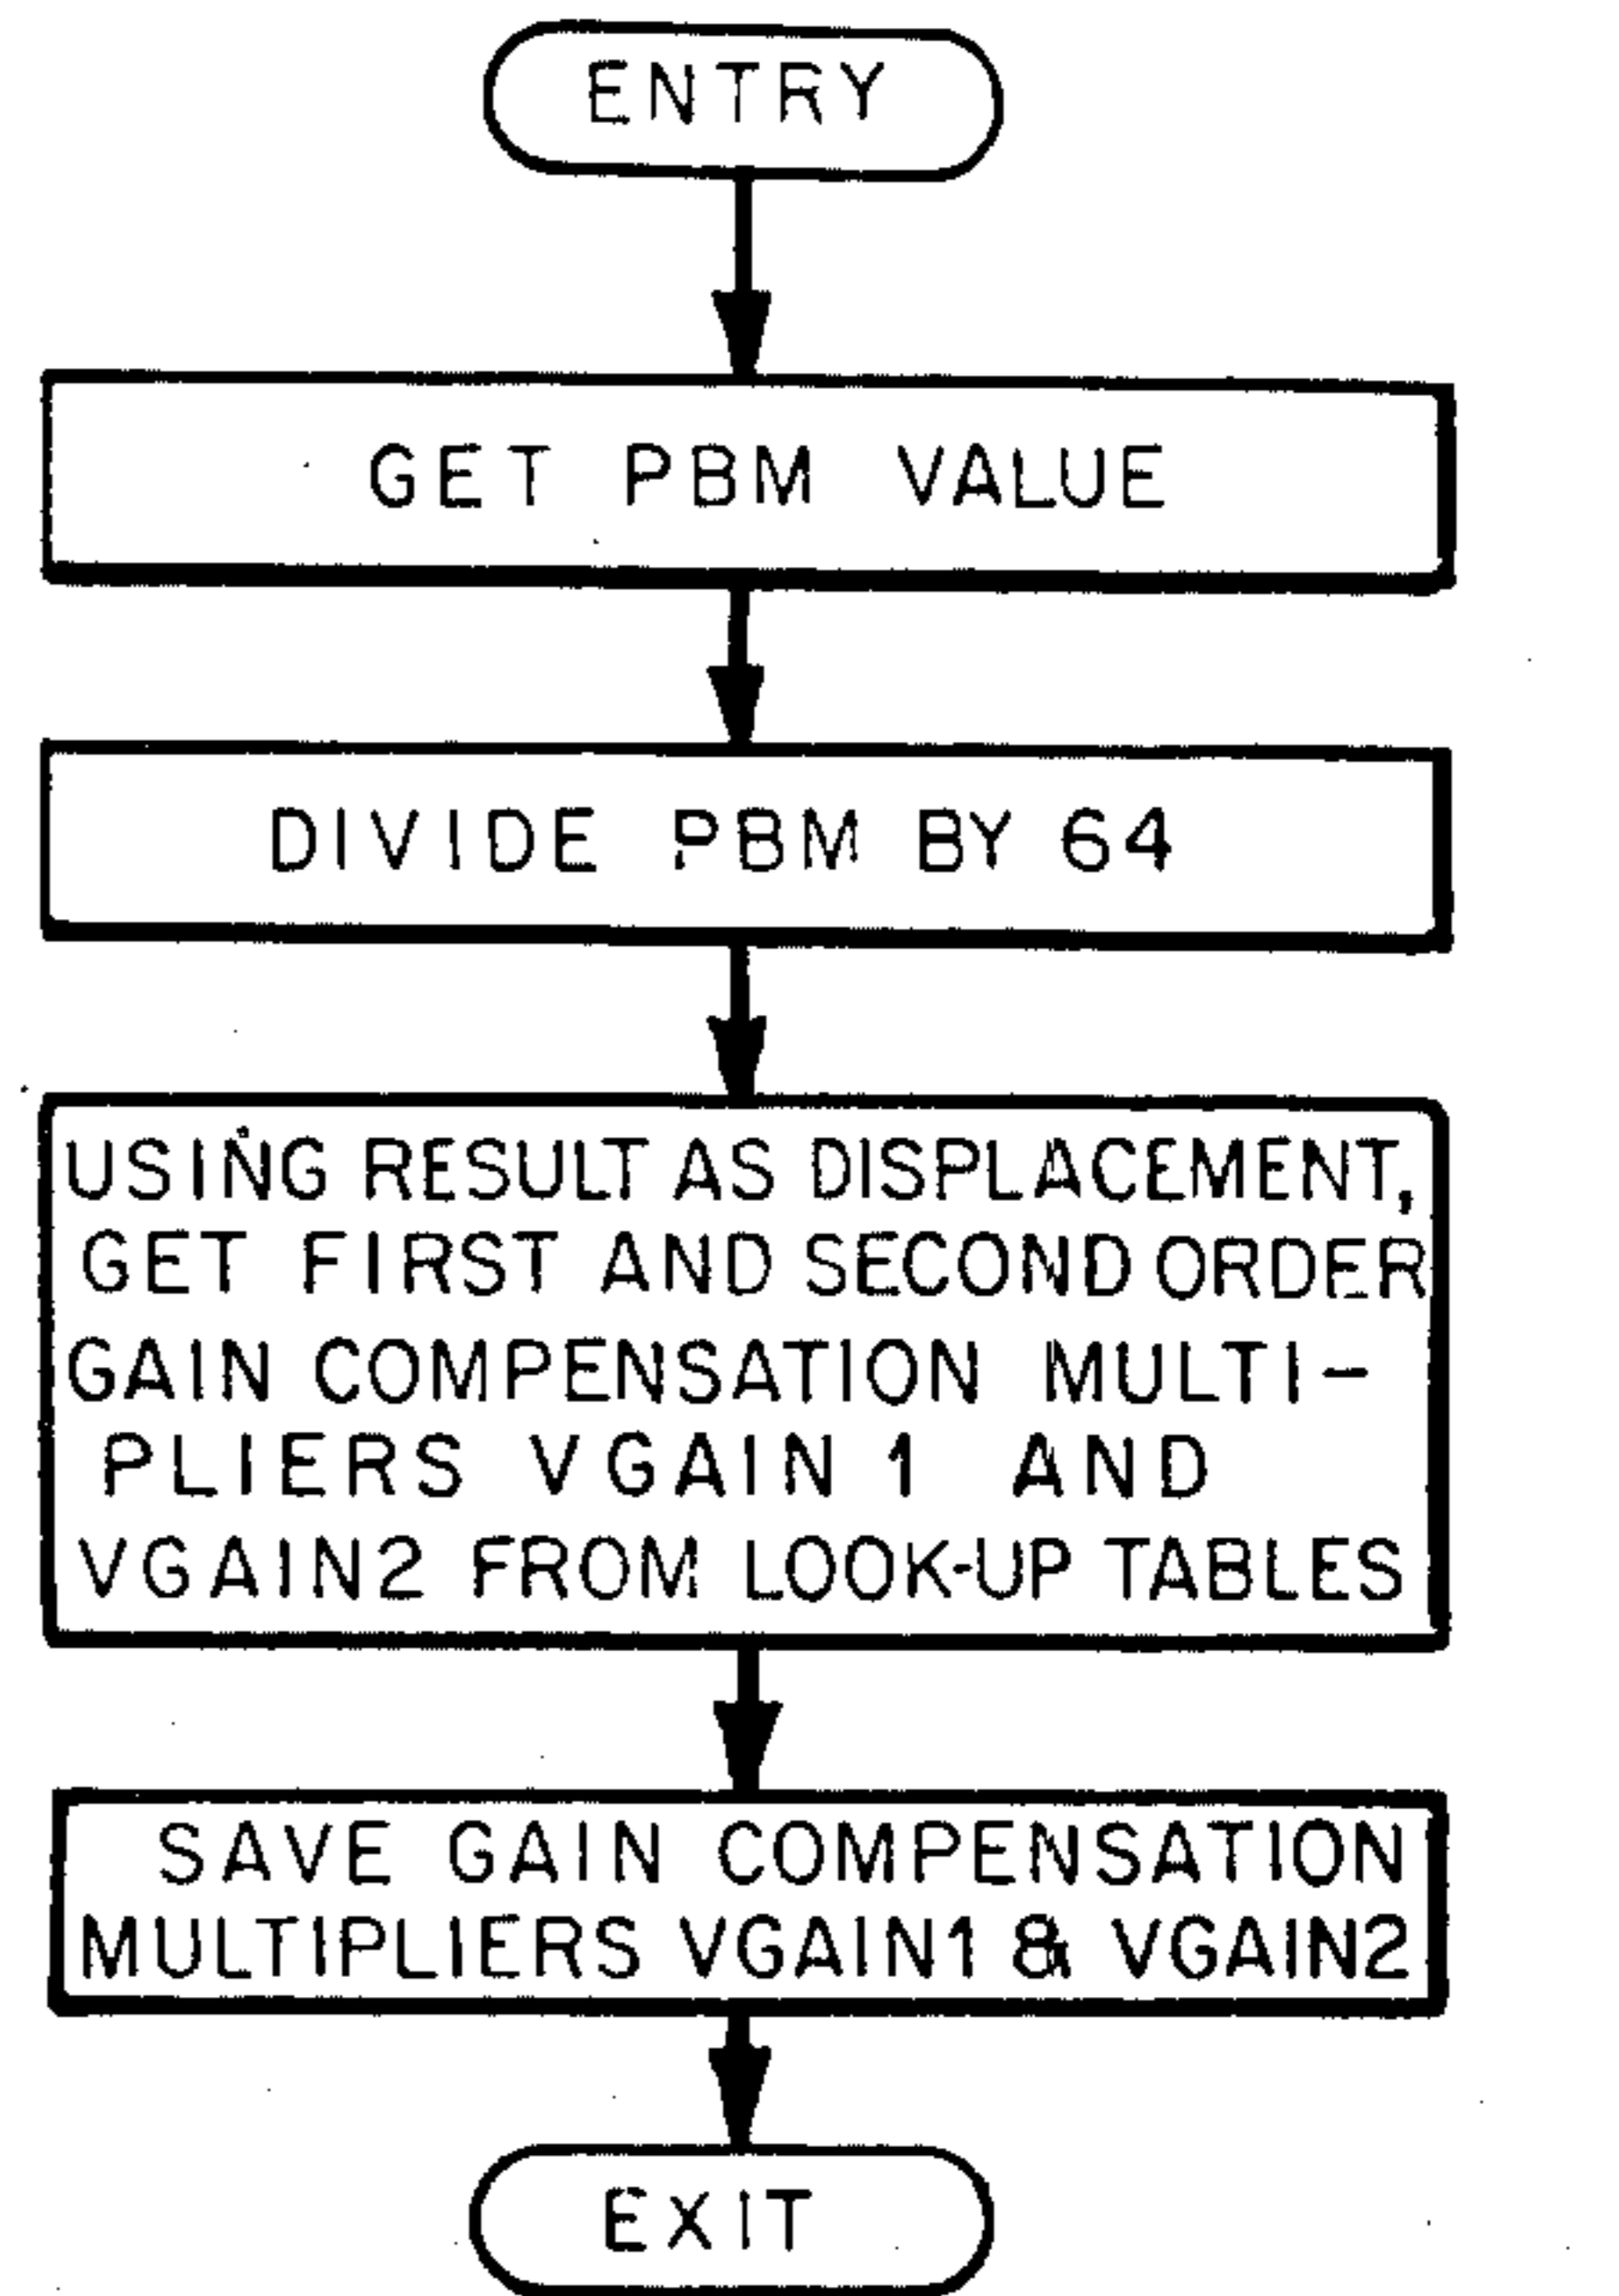 ENTRY
GET PBM VALUE
DIVIDE PBM BY 64
USING RESULT AS DISPLACEMENT,
GET FIRST AND SECOND ORDER
GAIN COMPENSATION MULTI-
PLIERS VGAIN 1 AND
VGAIN2 FROM LOOK-UP TABLES
SAVE GAIN COMPENSATION
MULTIPLIERS VGAIN1 & VGAIN2
EXIT